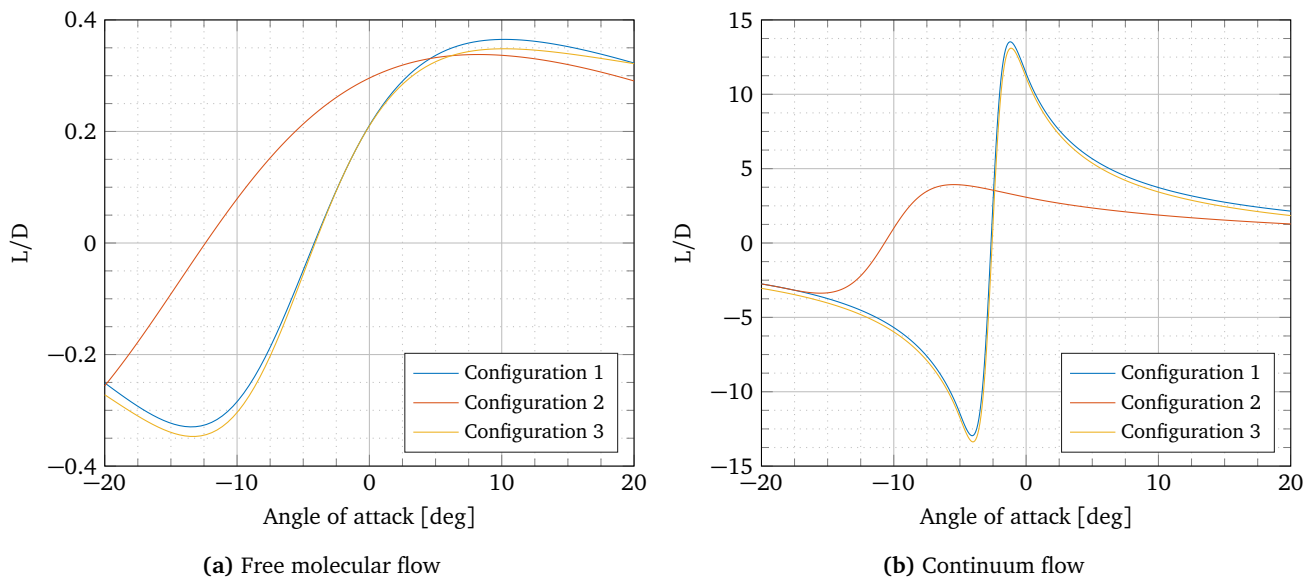 0.4
0.2
0
−0.2
−0.4
L/D
−20
−10
0
10
20
Angle of attack [deg]
Configuration 1
Configuration 2
Configuration 3
(a) Free molecular flow
15
10
5
0
−5
−10
−15
L/D
−20
−10
0
10
20
Angle of attack [deg]
Configuration 1
Configuration 2
Configuration 3
(b) Continuum flow